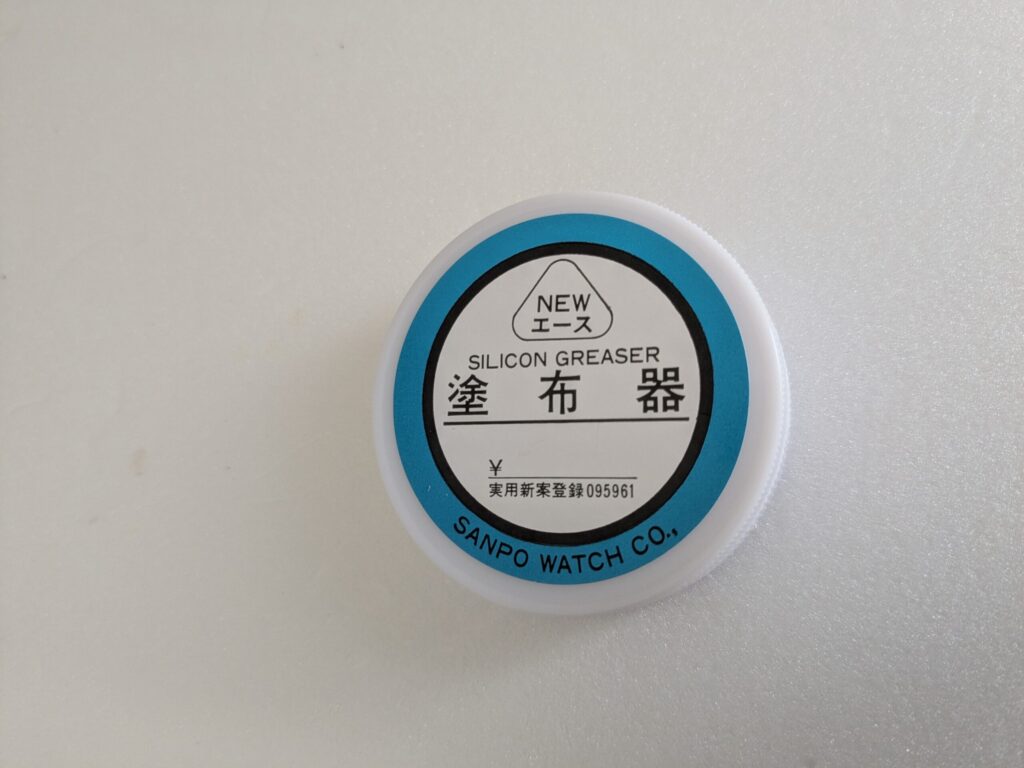 NEW
エース
SILICON GREASER
塗布器
¥
実用新案登録095961
SANPO WATCH CO.,